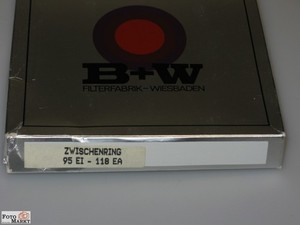 B+W
FILTERFABRIK-WIESBADEN
ZWISCHENRING
95 EI - 118 EA
FOTO
MARKT